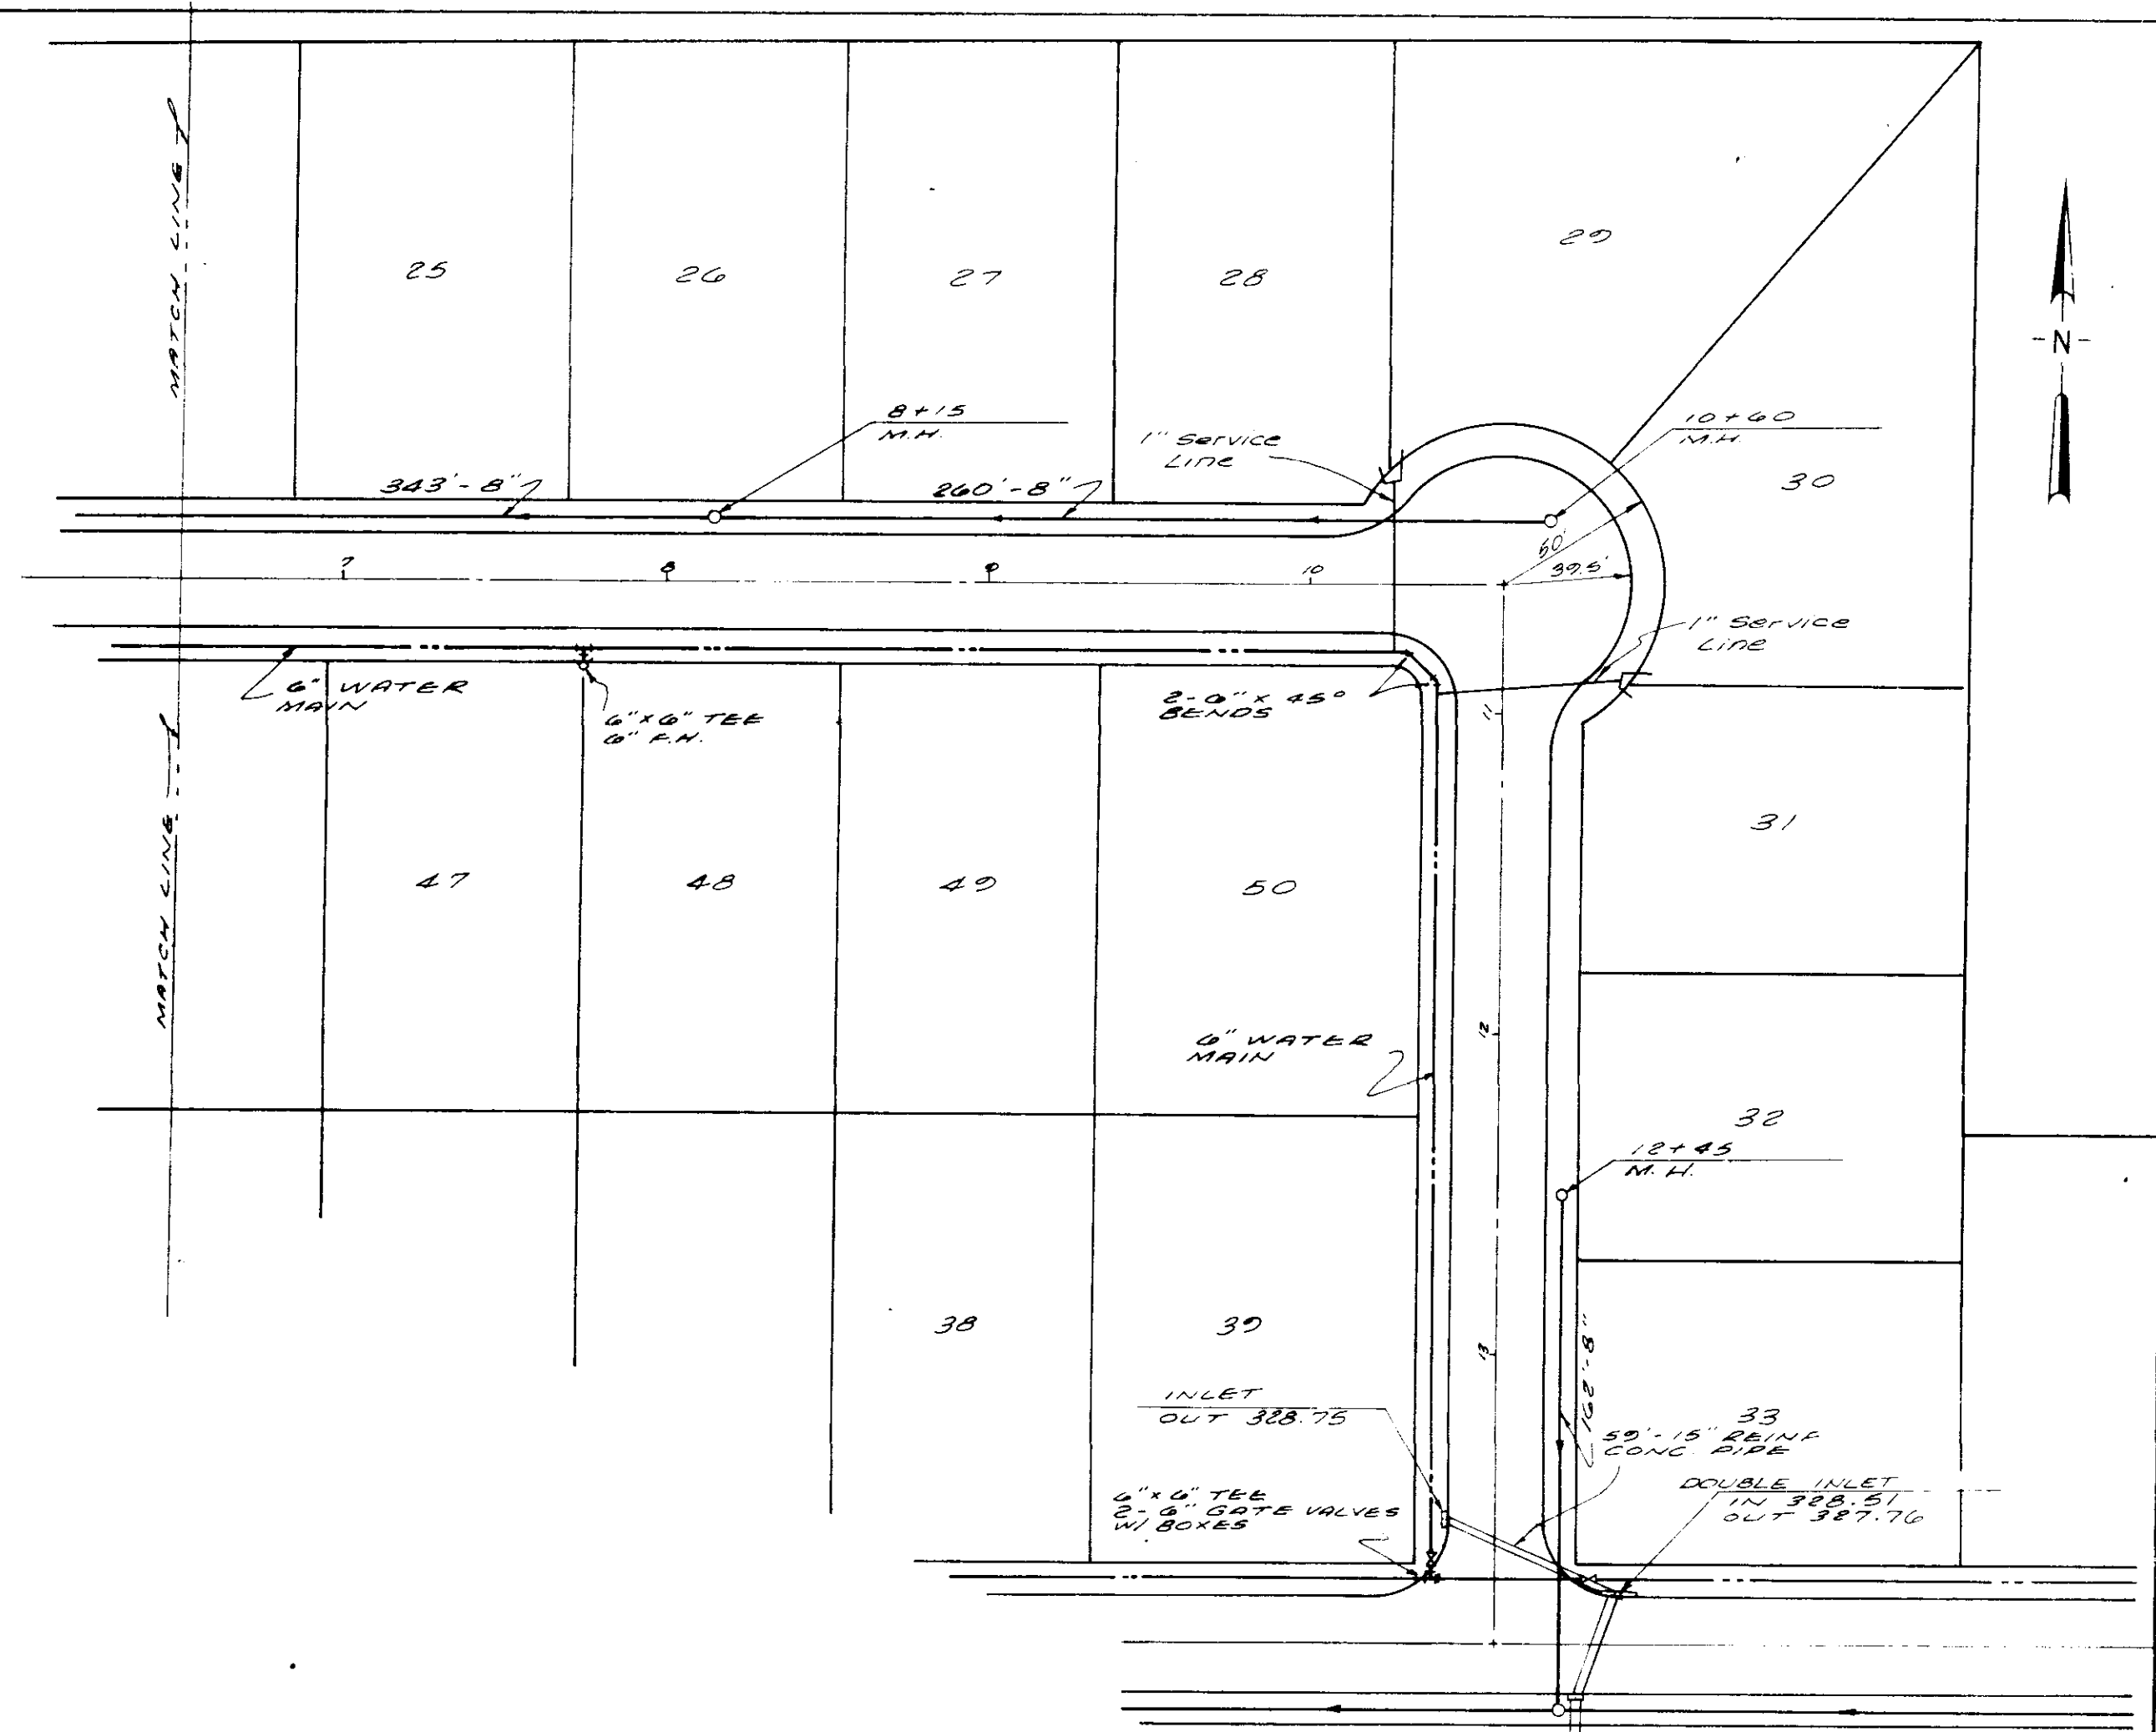 MATCH LINE
25
26
27
28
29
-N-
8+15
M.H.
1" Service
Line
10+60
M.H.
30
343'-8"
260'-8"
60'
39.5'
7
8
9
10
1" Service
Line
6" WATER
MAIN
6"x6" TEE
6" F.H.
2-6"x 45°
BENDS
11
31
MATCH LINE
47
48
49
50
6" WATER
MAIN
12
32
12+45
M.H.
38
39
13
162'-8"
INLET
OUT 328.75
33
59'-15" REINF
CONC. PIPE
6"x6" TEE
2-6" GATE VALVES
W/ BOXES
DOUBLE INLET
IN 328.51
OUT 327.76